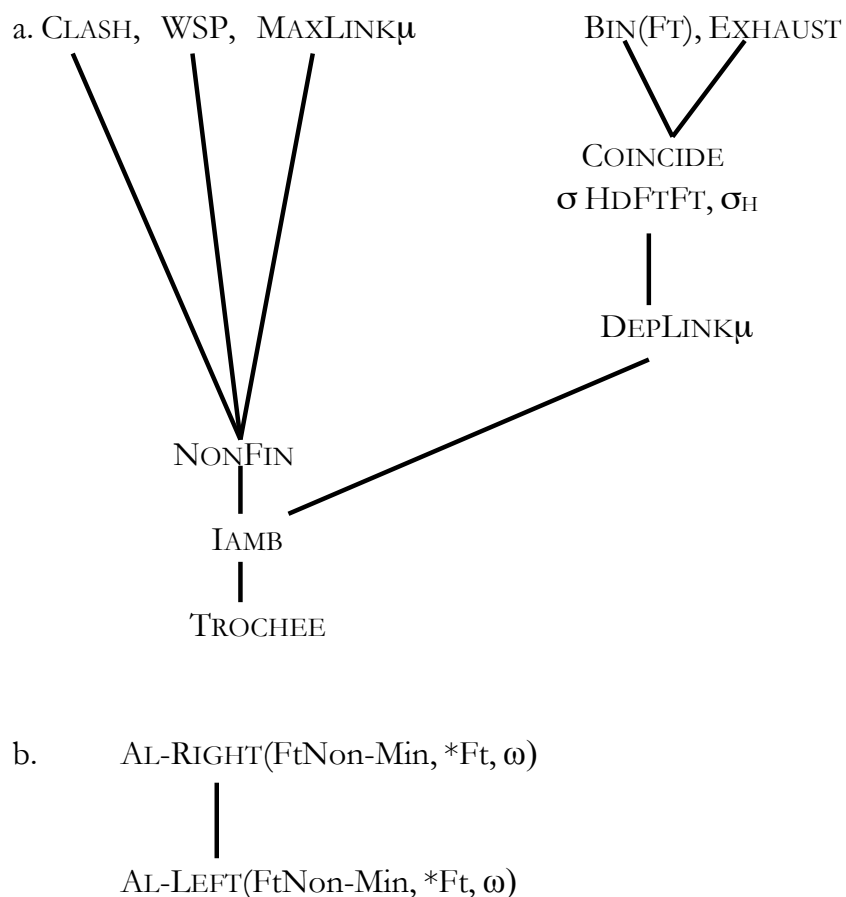 a. CLASH, WSP, MAXLINKμ BIN(FT), EXHAUST
COINCIDE
σ HDFTFT, σH
DEPLINKμ
NONFIN
IAMB
TROCHEE
b. AL-RIGHT(FtNon-Min, *Ft, ω)
AL-LEFT(FtNon-Min, *Ft, ω)